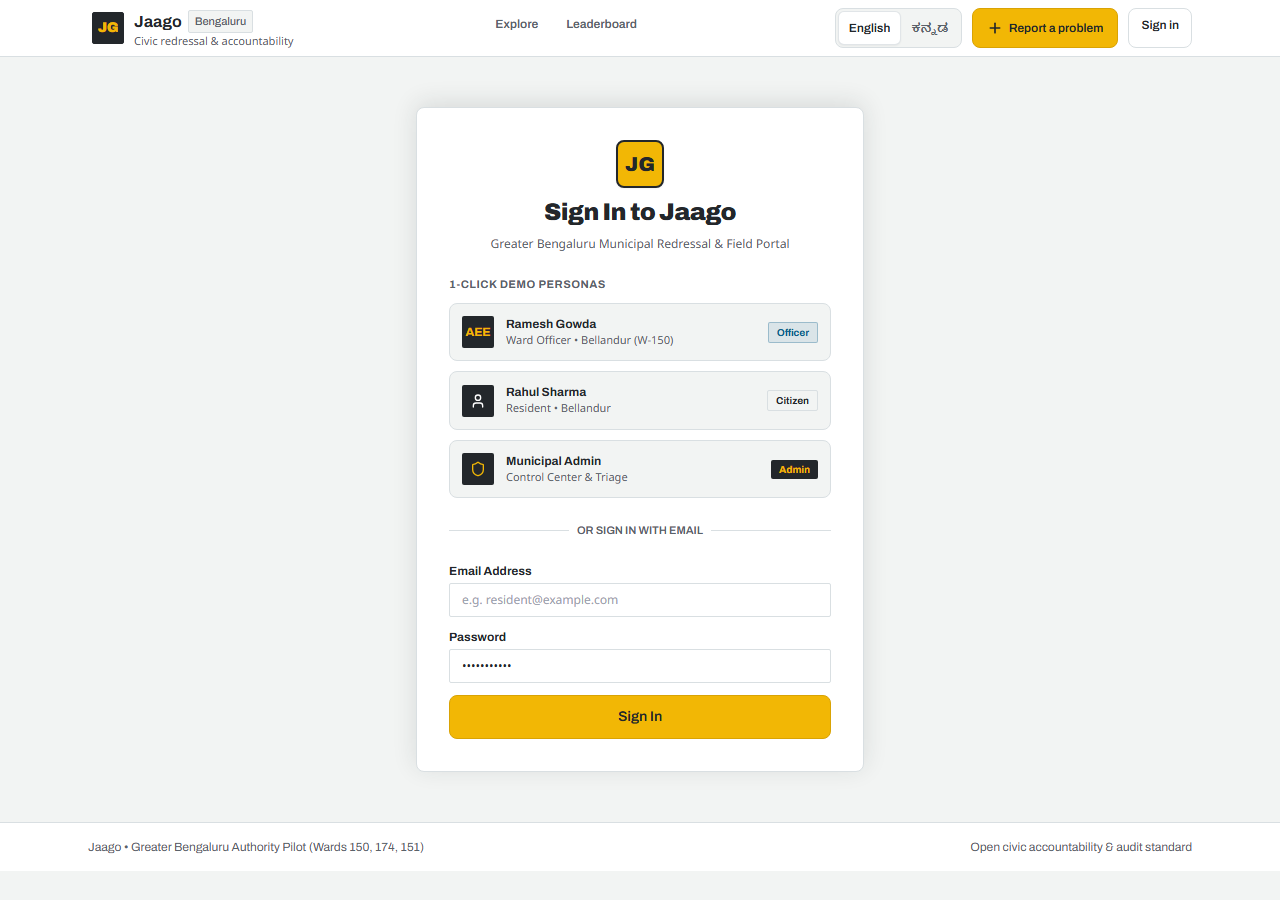 JG
Jaago
Bengaluru
Civic redressal & accountability
Explore
Leaderboard
English
ಕನ್ನಡ
+ Report a problem
Sign in
JG
Sign In to Jaago
Greater Bengaluru Municipal Redressal & Field Portal
1-CLICK DEMO PERSONAS
AEE
Ramesh Gowda
Ward Officer • Bellandur (W-150)
Officer
Rahul Sharma
Resident • Bellandur
Citizen
Municipal Admin
Control Center & Triage
Admin
OR SIGN IN WITH EMAIL
Email Address
e.g. resident@example.com
Password
•••••••••••
Sign In
Jaago • Greater Bengaluru Authority Pilot (Wards 150, 174, 151)
Open civic accountability & audit standard